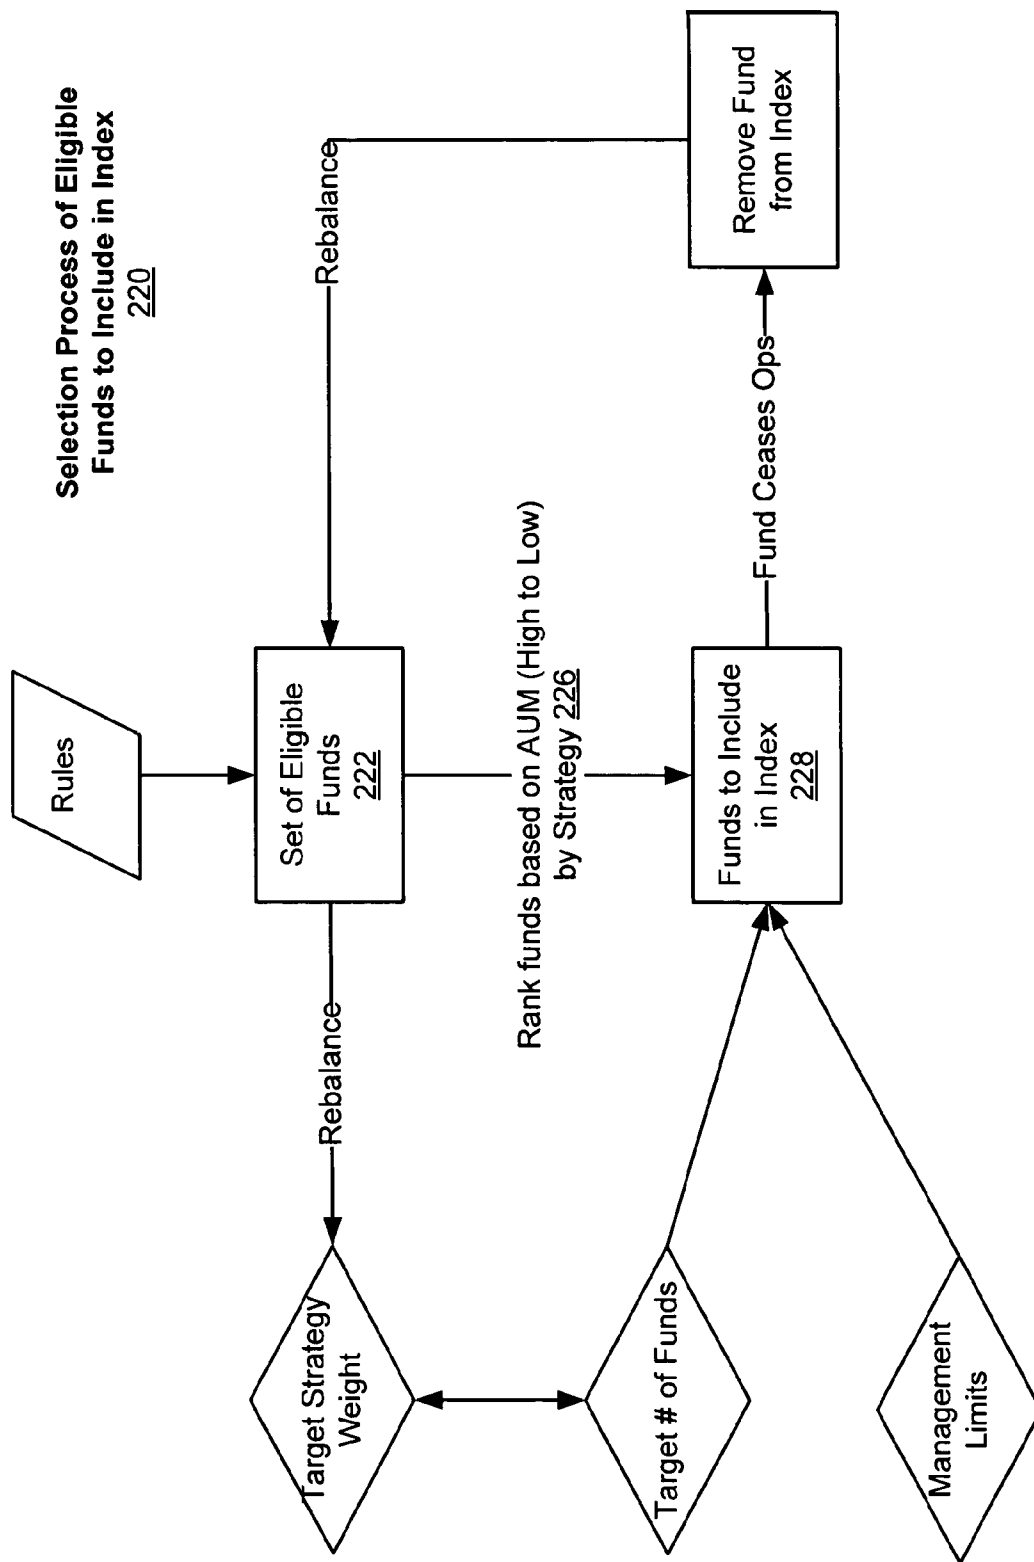 Selection Process of Eligible
Funds to Include in Index
220
Rules
Rebalance
Set of Eligible
Funds
222
Rebalance
Target Strategy
Weight
Rank funds based on AUM (High to Low)
by Strategy 226
Target # of Funds
Funds to Include
in Index
228
Fund Ceases Ops
Remove Fund
from Index
Management
Limits